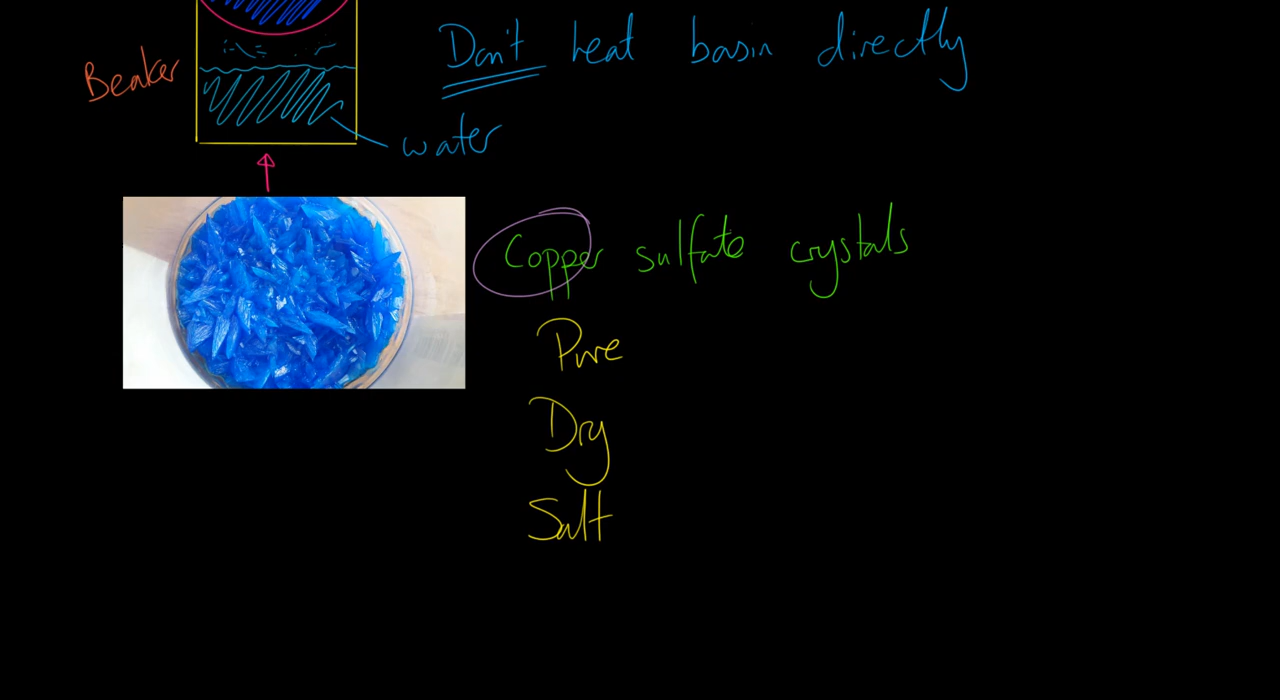 Don't heat basin directly
Beaker
water
Copper sulfate crystals
Pure
Dry
Salt